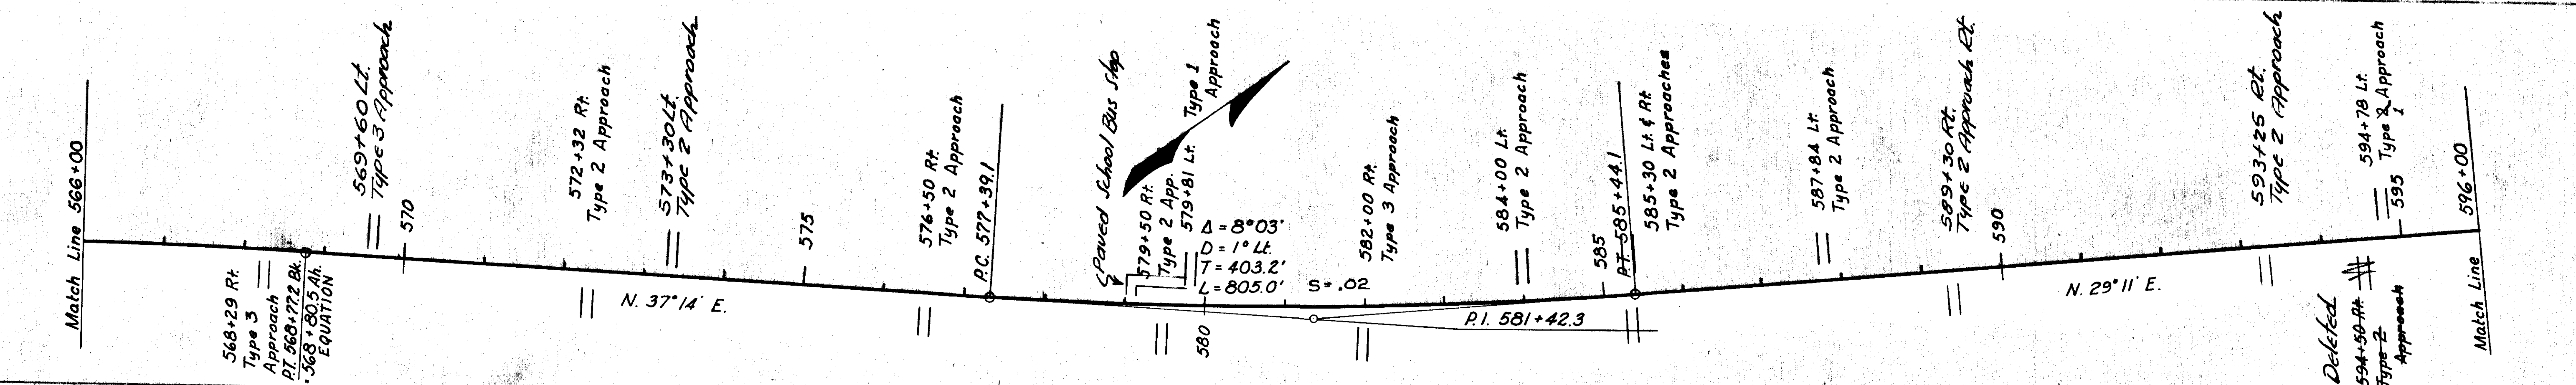 Match Line 566+00
568+29 Rt.
Type 3
Approach
P.T. 568+77.2 Bk.
568+80.5 Ah.
EQUATION
569+60 Lt.
Type 3 Approach
570
572+32 Rt.
Type 2 Approach
N. 37°14' E.
573+30 Lt.
Type 2 Approach
575
576+50 Rt.
Type 2 Approach
P.C. 577+39.1
Paved School Bus Stop
579+50 Rt.
Type 2 App.
579+81 Lt. Type 1
Approach
580
Δ = 8°03'
D = 1° Lt.
T = 403.2'
L = 805.0'
S = .02
582+00 Rt.
Type 3 Approach
P.I. 581+42.3
584+00 Lt.
Type 2 Approach
585
P.T. 585+44.1
585+30 Lt. & Rt.
Type 2 Approaches
587+84 Lt.
Type 2 Approach
589+30 Rt.
Type 2 Approach Rt.
590
N. 29°11' E.
593+25 Rt.
Type 2 Approach
Deleted
594+50 Rt.
Type 2
Approach
594+78 Lt.
Type 2 Approach
1
595
596+00
Match Line